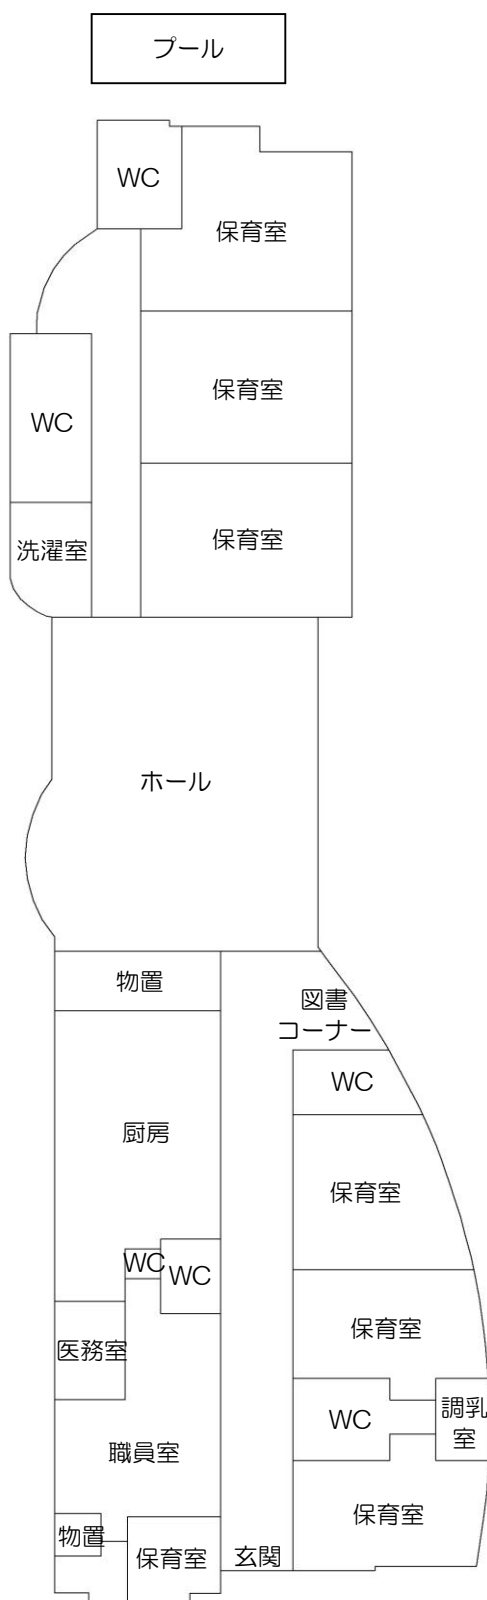 プール
WC
保育室
保育室
WC
保育室
洗濯室
ホール
物置
図書
コーナー
WC
厨房
保育室
WC
WC
保育室
医務室
調乳
室
WC
職員室
保育室
物置
保育室
玄関